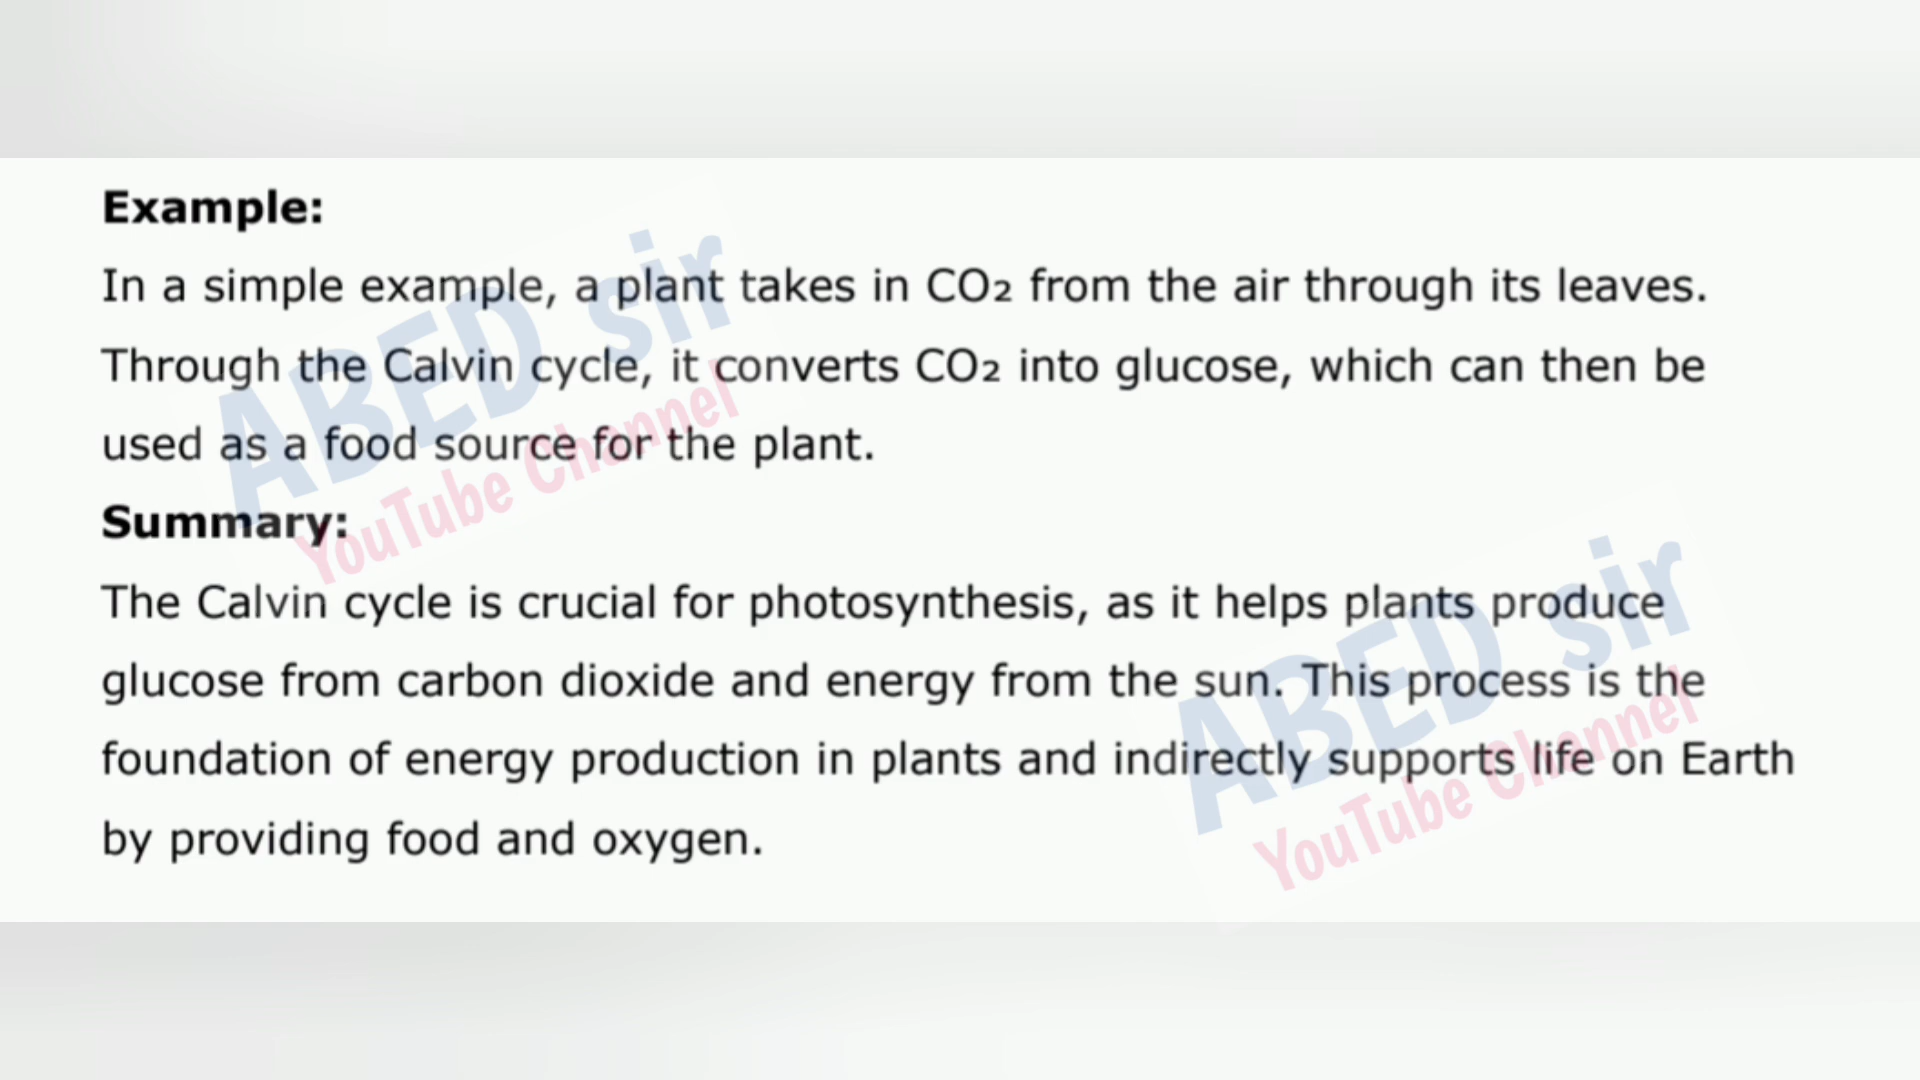 Example:
In a simple example, a plant takes in CO₂ from the air through its leaves.
Through the Calvin cycle, it converts CO₂ into glucose, which can then be
used as a food source for the plant.
Summary:
The Calvin cycle is crucial for photosynthesis, as it helps plants produce
glucose from carbon dioxide and energy from the sun. This process is the
foundation of energy production in plants and indirectly supports life on Earth
by providing food and oxygen.
ABED sir
YouTube Channel
ABED sir
YouTube Channel